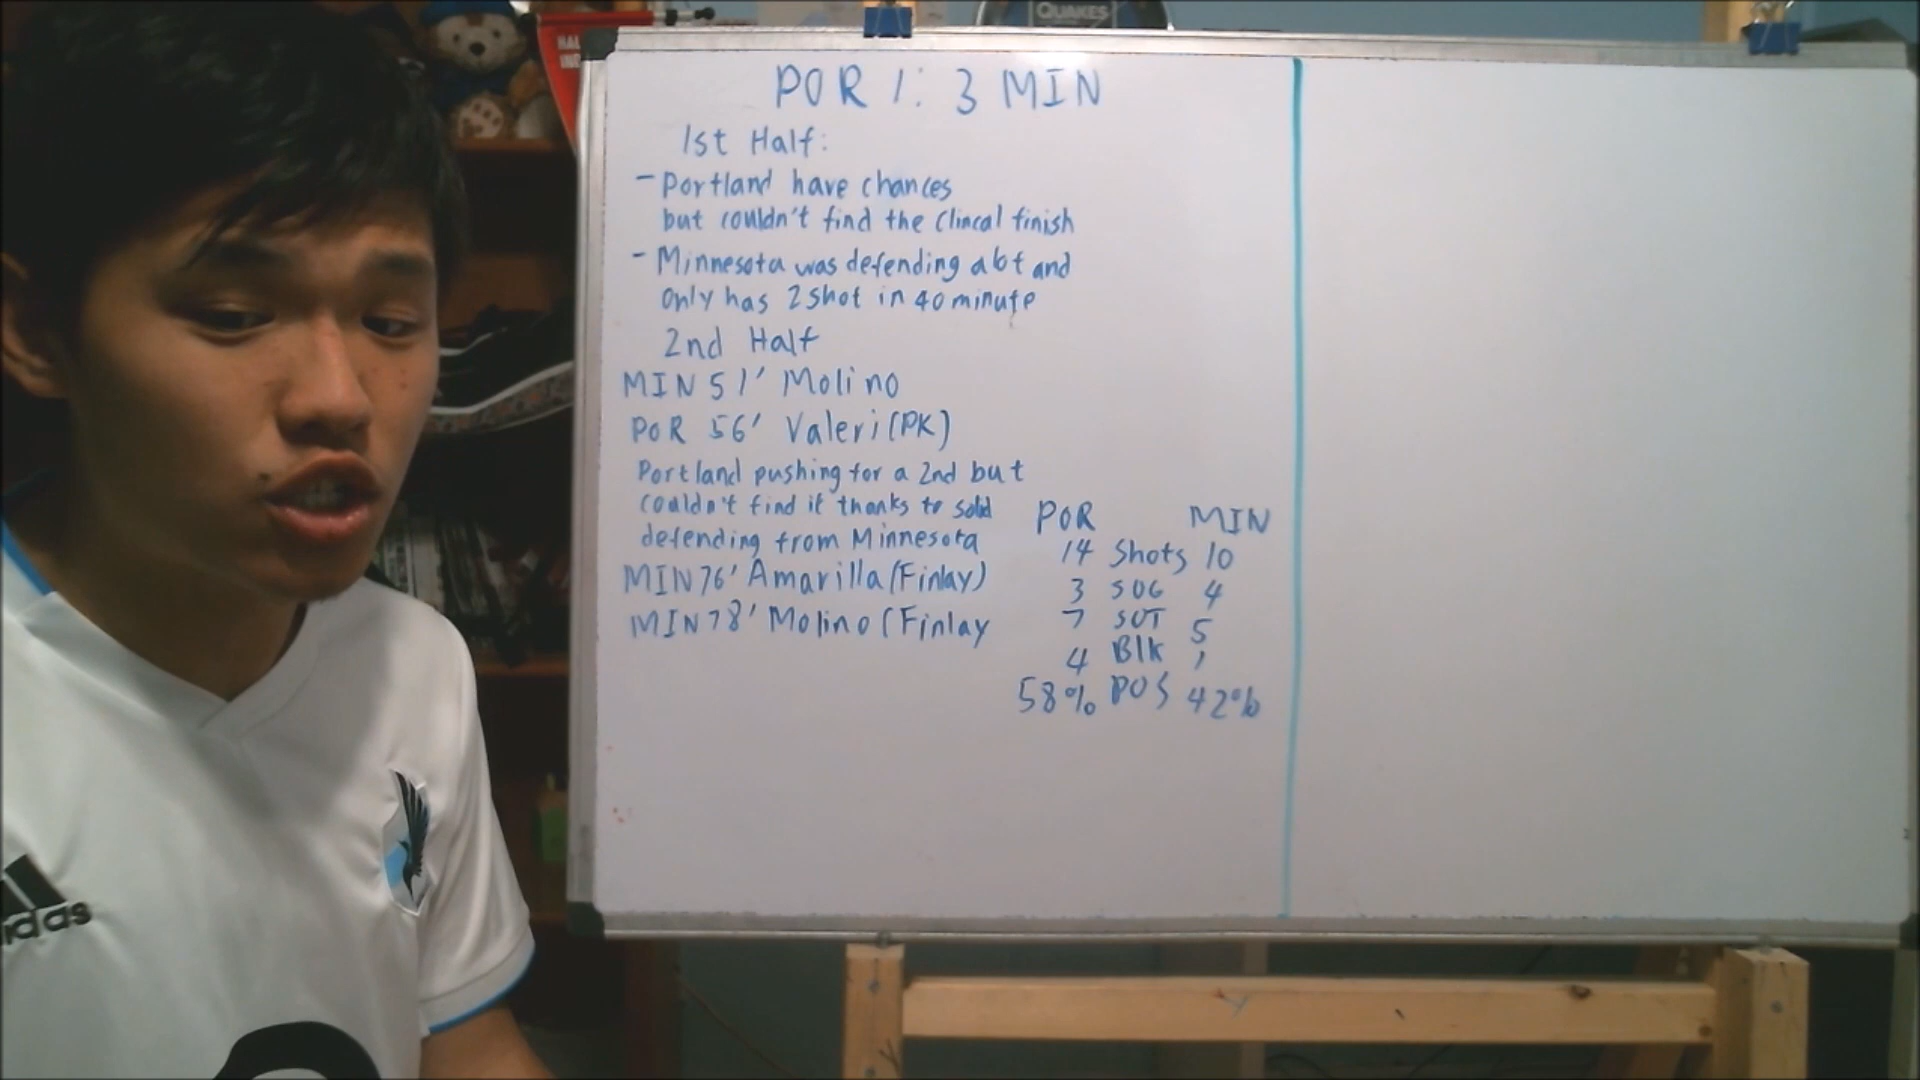 QUAKES
HAL
IND
POR 1 : 3 MIN
1st Half:
- Portland have chances
but couldn't find the Clincal finish
- Minnesota was defending alot and
only has 2 shot in 40 minute
2nd Half
MIN 51' Molino
POR 56' Valeri (PK)
Portland pushing for a 2nd but
couldn't find it thanks to solid
defending from Minnesota
MIN 76' Amarilla (Finlay)
MIN 78' Molino (Finlay
POR MIN
14 Shots 10
3 SOG 4
7 SOT 5
4 Blk 1
58% POS 42%
adidas